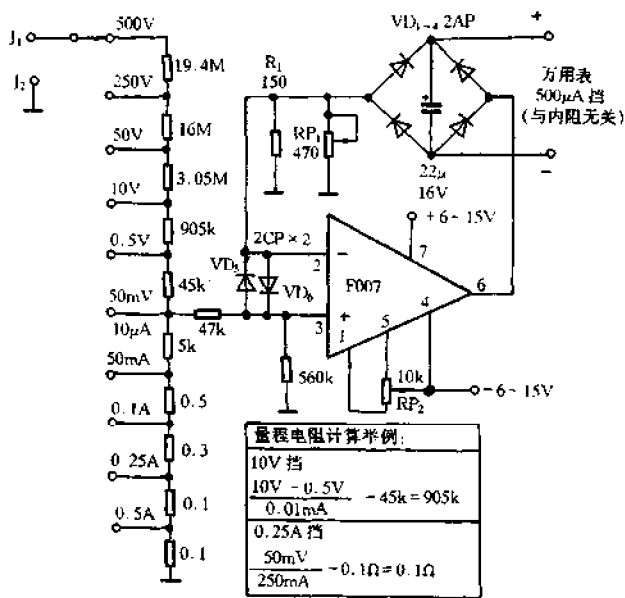 J₁
500V
J₂
19.4M
250V
16M
50V
3.05M
10V
905k
0.5V
45k
50mV
10μA
47k
5k
50mA
0.5
0.1A
0.3
0.25A
0.1
0.5A
0.1
R₁
150
RP₁
470
VD₁₋₄ 2AP
+
万用表
500μA 挡
(与内阻无关)
−
22μ
16V
2CP×2
VD₅
VD₆
560k
−
2
+
3
F007
+6~15V
7
6
4
1
5
10k
RP₂
−6~15V
量程电阻计算举例:
10V 挡
10V−0.5V
0.01mA
−45k=905k
0.25A 挡
50mV
250mA
−0.1Ω=0.1Ω